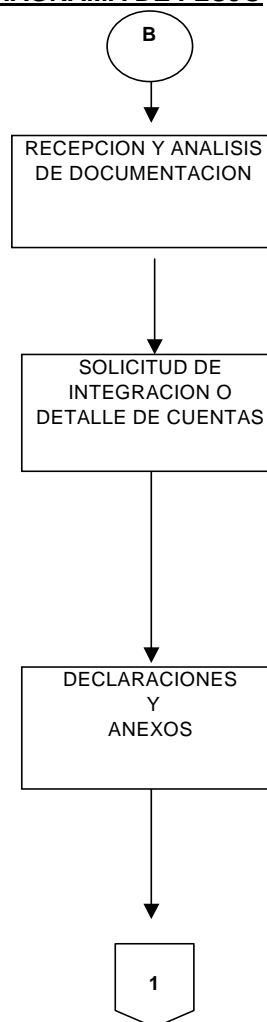 B
RECEPCION Y ANALISIS
DE DOCUMENTACION
SOLICITUD DE
INTEGRACION O
DETALLE DE CUENTAS
DECLARACIONES
Y
ANEXOS
1